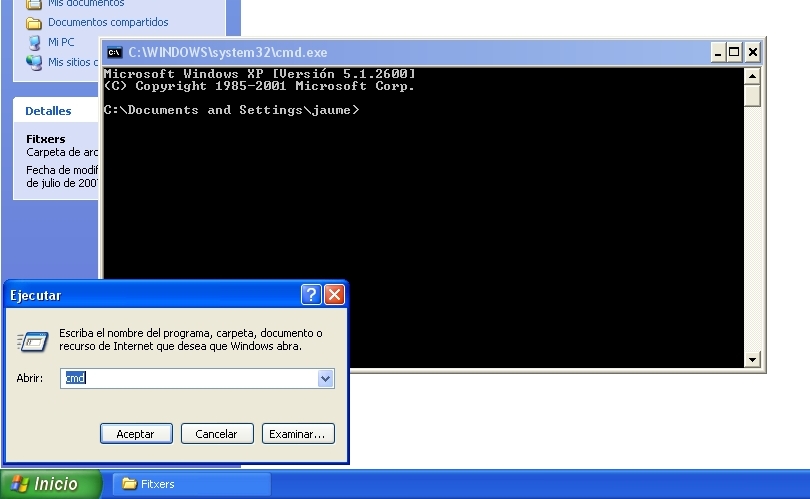 Mis documentos
Documentos compartidos
Mi PC
Mis sitios c
Detalles
Fitxers
Carpeta de arc
Fecha de modif
de julio de 200
C:\WINDOWS\system32\cmd.exe
Microsoft Windows XP [Versión 5.1.2600]
(C) Copyright 1985-2001 Microsoft Corp.
C:\Documents and Settings\jaume>
Ejecutar
Escriba el nombre del programa, carpeta, documento o
recurso de Internet que desea que Windows abra.
Abrir: cmd
Aceptar Cancelar Examinar...
Inicio Fitxers